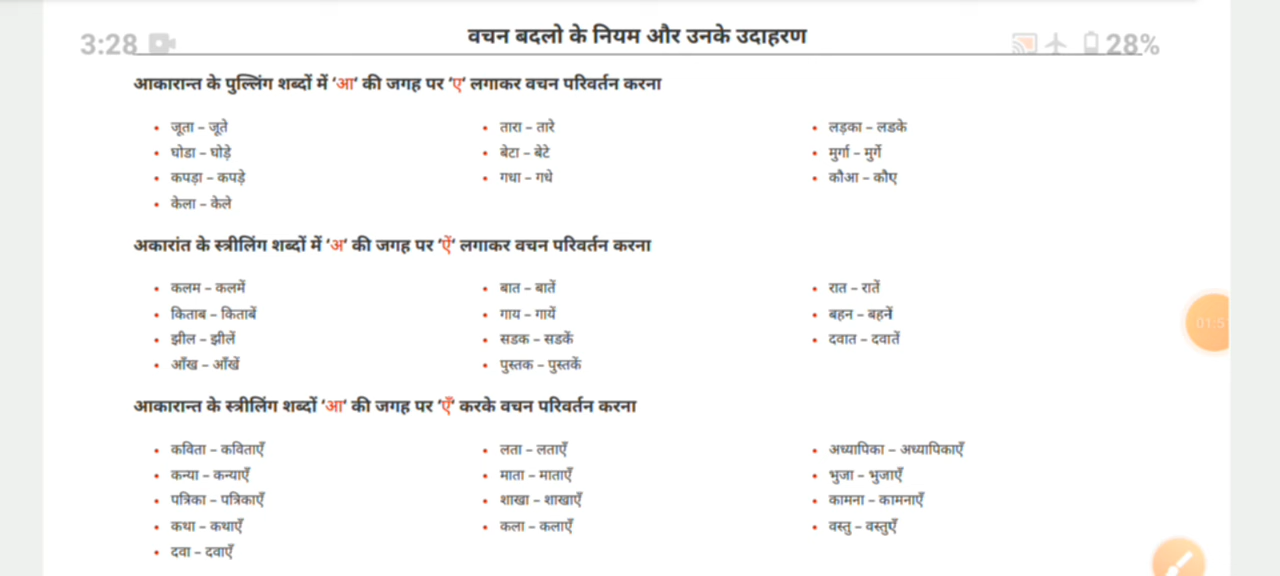 वचन बदलो के नियम और उनके उदाहरण
3:28
28%
आकारान्त के पुल्लिंग शब्दों में ‘आ’ की जगह पर ‘ए’ लगाकर वचन परिवर्तन करना
• जूता – जूते • तारा – तारे • लड़का – लडके
• घोडा – घोड़े • बेटा – बेटे • मुर्गा – मुर्गे
• कपड़ा – कपड़े • गधा – गधे • कौआ – कौए
• केला – केले
अकारांत के स्त्रीलिंग शब्दों में ‘अ’ की जगह पर ‘ऐं’ लगाकर वचन परिवर्तन करना
• कलम – कलमें • बात – बातें • रात – रातें
• किताब – किताबें • गाय – गायें • बहन – बहनें
• झील – झीलें • सडक – सडकें • दवात – दवातें
• आँख – आँखें • पुस्तक – पुस्तकें
आकारान्त के स्त्रीलिंग शब्दों ‘आ’ की जगह पर ‘एँ’ करके वचन परिवर्तन करना
• कविता – कविताएँ • लता – लताएँ • अध्यापिका – अध्यापिकाएँ
• कन्या – कन्याएँ • माता – माताएँ • भुजा – भुजाएँ
• पत्रिका – पत्रिकाएँ • शाखा – शाखाएँ • कामना – कामनाएँ
• कथा – कथाएँ • कला – कलाएँ • वस्तु – वस्तुएँ
• दवा – दवाएँ